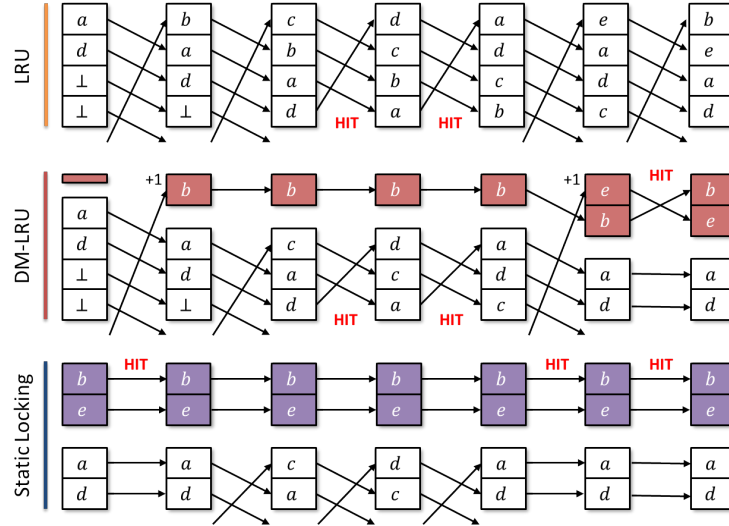 LRU
a b c d a e b
d a b c d a e
⊥ d a b c d a
⊥ ⊥ d a b c d
HIT HIT
DM-LRU
+1 +1 HIT
b b b b e b
b e
a
d a c d a
⊥ d a c d a a
⊥ ⊥ d a c d d
HIT HIT
Static Locking
HIT HIT HIT
b b b b b b b
e e e e e e e
a a c d a a a
d d a c d d d